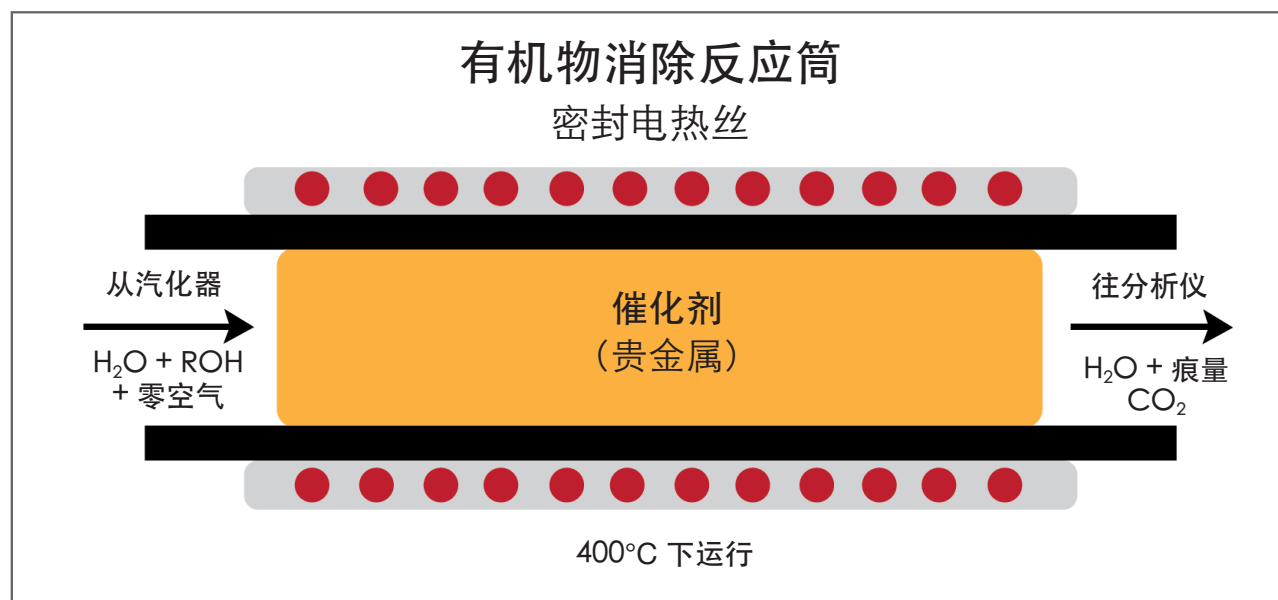 有机物消除反应筒
密封电热丝
从汽化器
H₂O + ROH
+ 零空气
催化剂
（贵金属）
往分析仪
H₂O + 痕量
CO₂
400°C 下运行